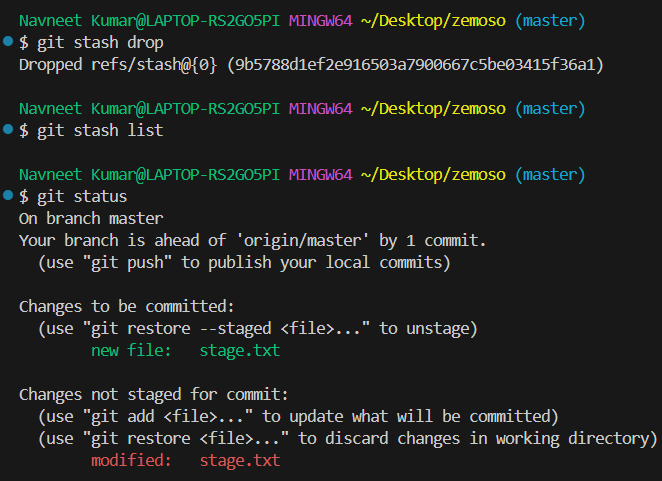 Navneet Kumar@LAPTOP-RS2GO5PI MINGW64 ~/Desktop/zemoso (master)
$ git stash drop
Dropped refs/stash@{0} (9b5788d1ef2e916503a7900667c5be03415f36a1)
Navneet Kumar@LAPTOP-RS2GO5PI MINGW64 ~/Desktop/zemoso (master)
$ git stash list
Navneet Kumar@LAPTOP-RS2GO5PI MINGW64 ~/Desktop/zemoso (master)
$ git status
On branch master
Your branch is ahead of 'origin/master' by 1 commit.
  (use "git push" to publish your local commits)
Changes to be committed:
  (use "git restore --staged <file>..." to unstage)
        new file:   stage.txt
Changes not staged for commit:
  (use "git add <file>..." to update what will be committed)
  (use "git restore <file>..." to discard changes in working directory)
        modified:   stage.txt